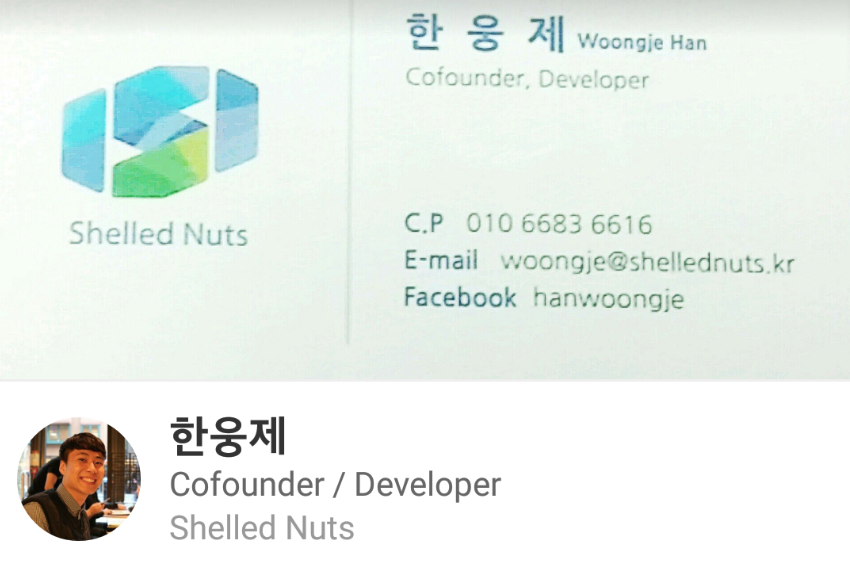 Shelled Nuts
한 웅 제 Woongje Han
Cofounder, Developer
C.P 010 6683 6616
E-mail woongje@shellednuts.kr
Facebook hanwoongje
한웅제
Cofounder / Developer
Shelled Nuts